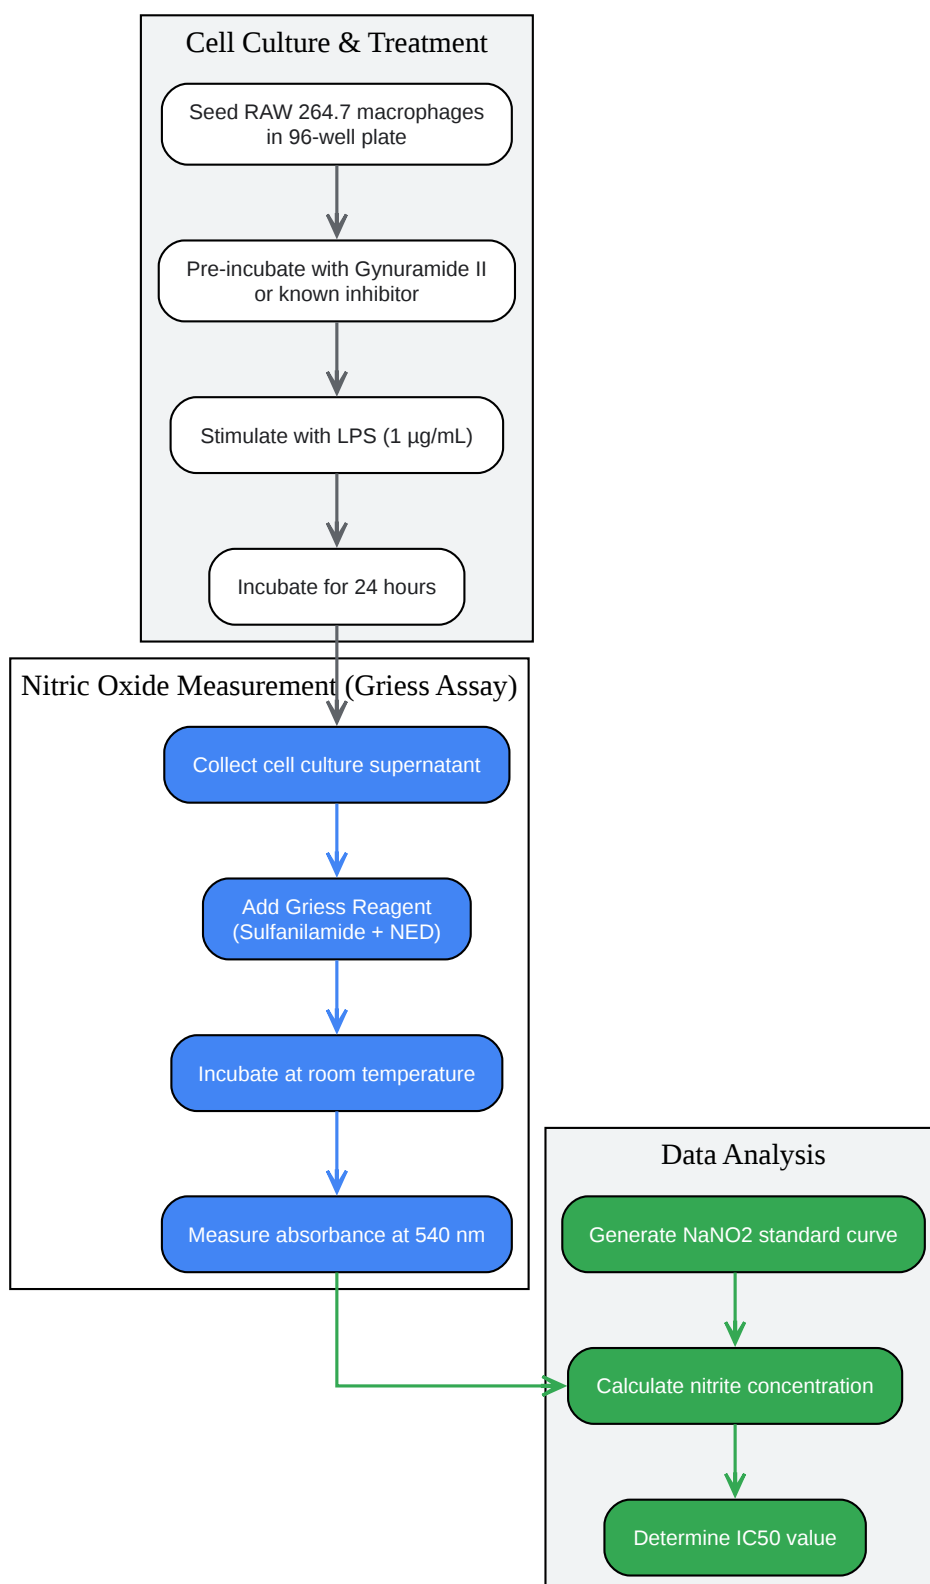 Cell Culture & Treatment
Seed RAW 264.7 macrophages
in 96-well plate
Pre-incubate with Gynuramide II
or known inhibitor
Stimulate with LPS (1 µg/mL)
Incubate for 24 hours
Nitric Oxide Measurement (Griess Assay)
Collect cell culture supernatant
Add Griess Reagent
(Sulfanilamide + NED)
Incubate at room temperature
Measure absorbance at 540 nm
Data Analysis
Generate NaNO2 standard curve
Calculate nitrite concentration
Determine IC50 value